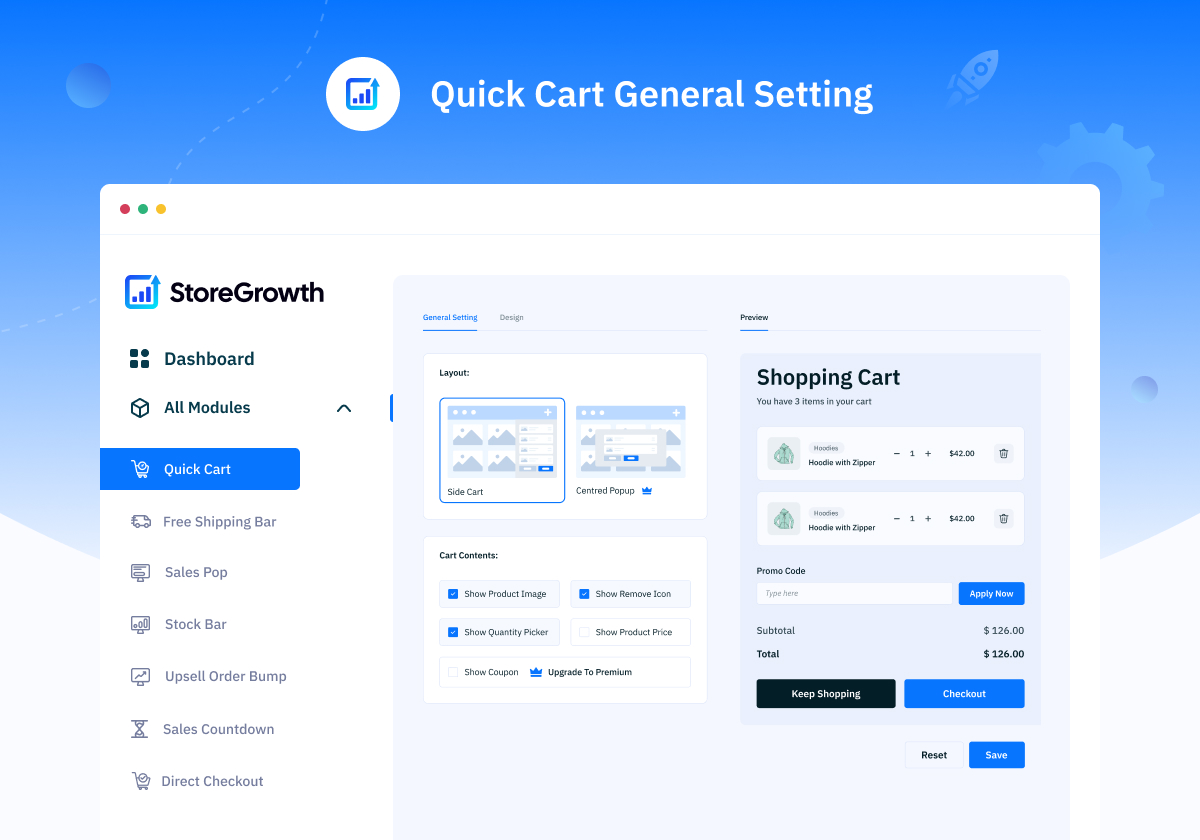 Quick Cart General Setting
StoreGrowth
Dashboard
All Modules
Quick Cart
Free Shipping Bar
Sales Pop
Stock Bar
Upsell Order Bump
Sales Countdown
Direct Checkout
General Setting Design
Layout:
Side Cart Centred Popup
Cart Contents:
Show Product Image Show Remove Icon
Show Quantity Picker Show Product Price
Show Coupon Upgrade To Premium
Preview
Shopping Cart
You have 3 items in your cart
Hoodies
Hoodie with Zipper − 1 + $42.00
Hoodies
Hoodie with Zipper − 1 + $42.00
Promo Code
Type here Apply Now
Subtotal $ 126.00
Total $ 126.00
Keep Shopping Checkout
Reset Save